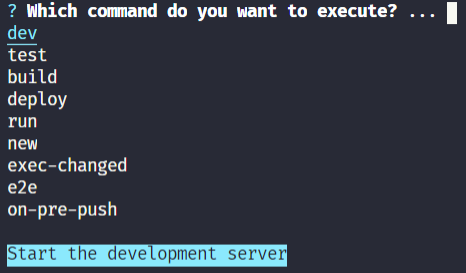 ? Which command do you want to execute? ...
dev
test
build
deploy
run
new
exec-changed
e2e
on-pre-push
Start the development server